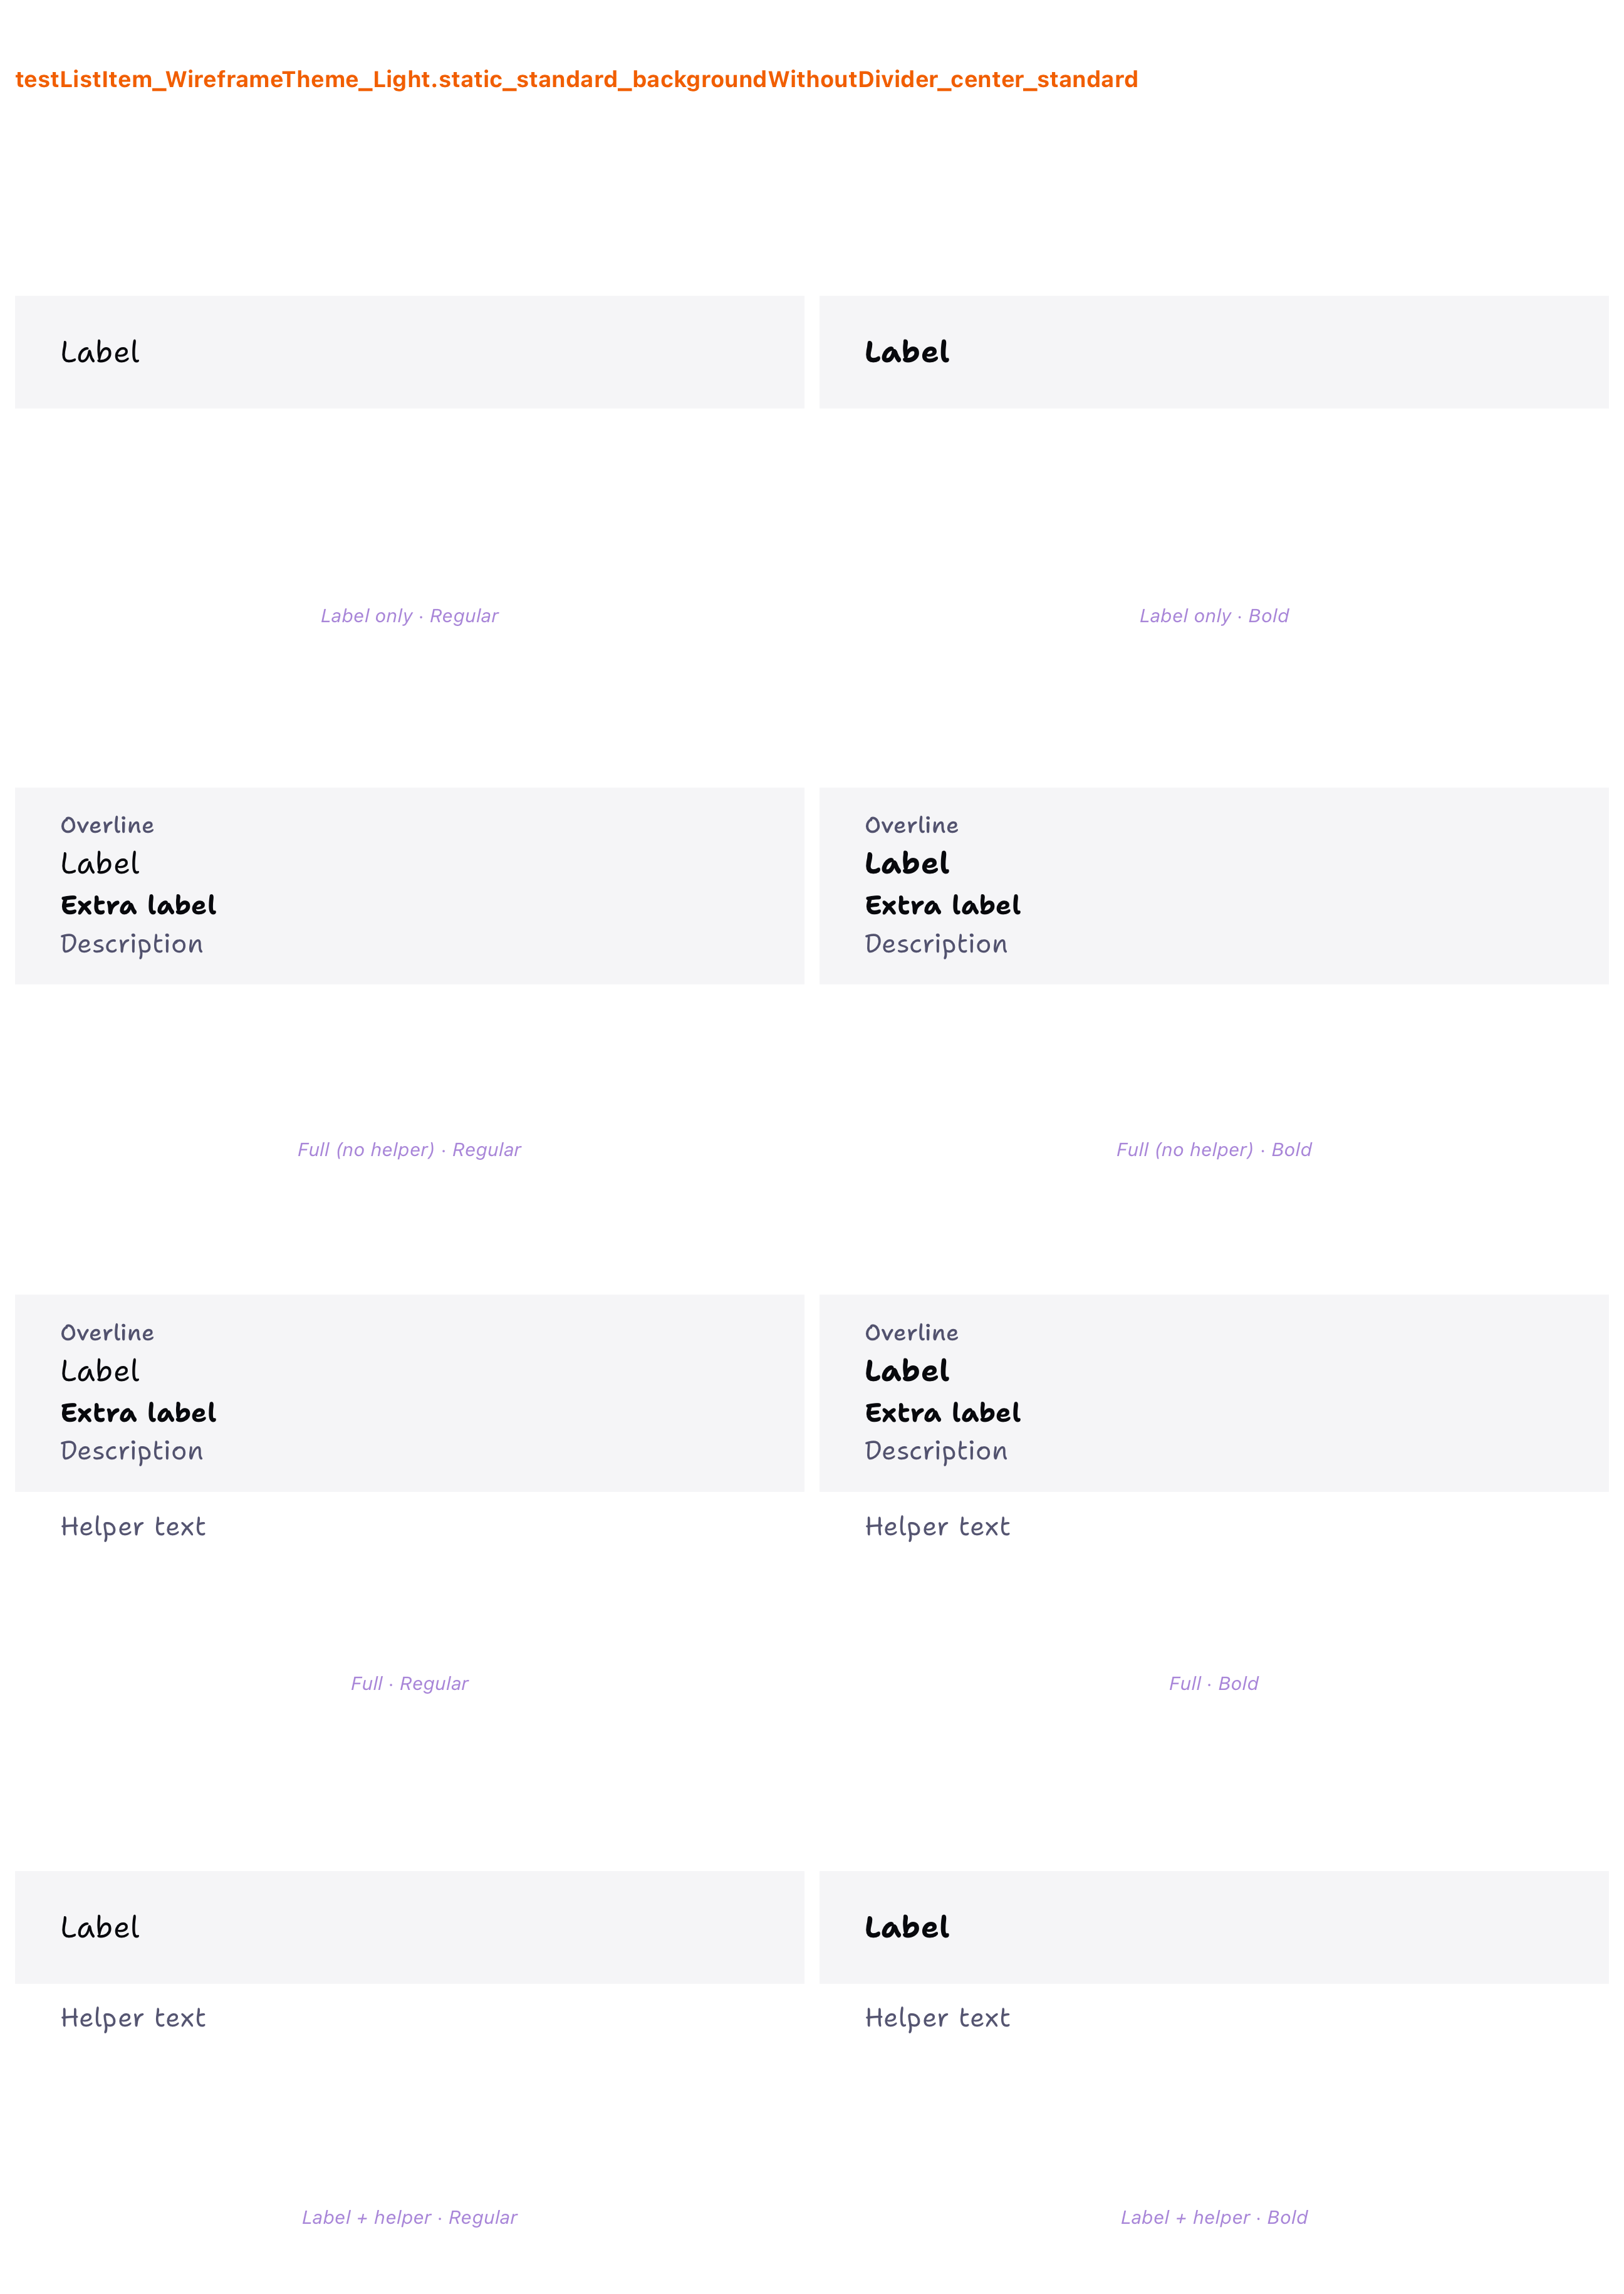 testListItem_WireframeTheme_Light.static_standard_backgroundWithoutDivider_center_standard
Label
Label
Label only · Regular
Label only · Bold
Overline
Label
Extra label
Description
Overline
Label
Extra label
Description
Full (no helper) · Regular
Full (no helper) · Bold
Overline
Label
Extra label
Description
Helper text
Overline
Label
Extra label
Description
Helper text
Full · Regular
Full · Bold
Label
Helper text
Label
Helper text
Label + helper · Regular
Label + helper · Bold